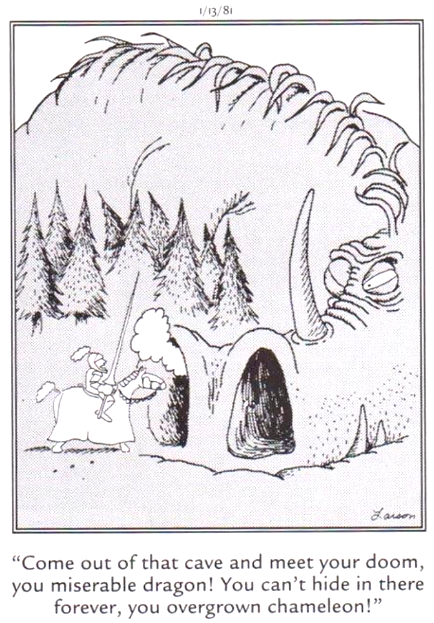 1/13/81
Larson
"Come out of that cave and meet your doom,
you miserable dragon! You can't hide in there
forever, you overgrown chameleon!"